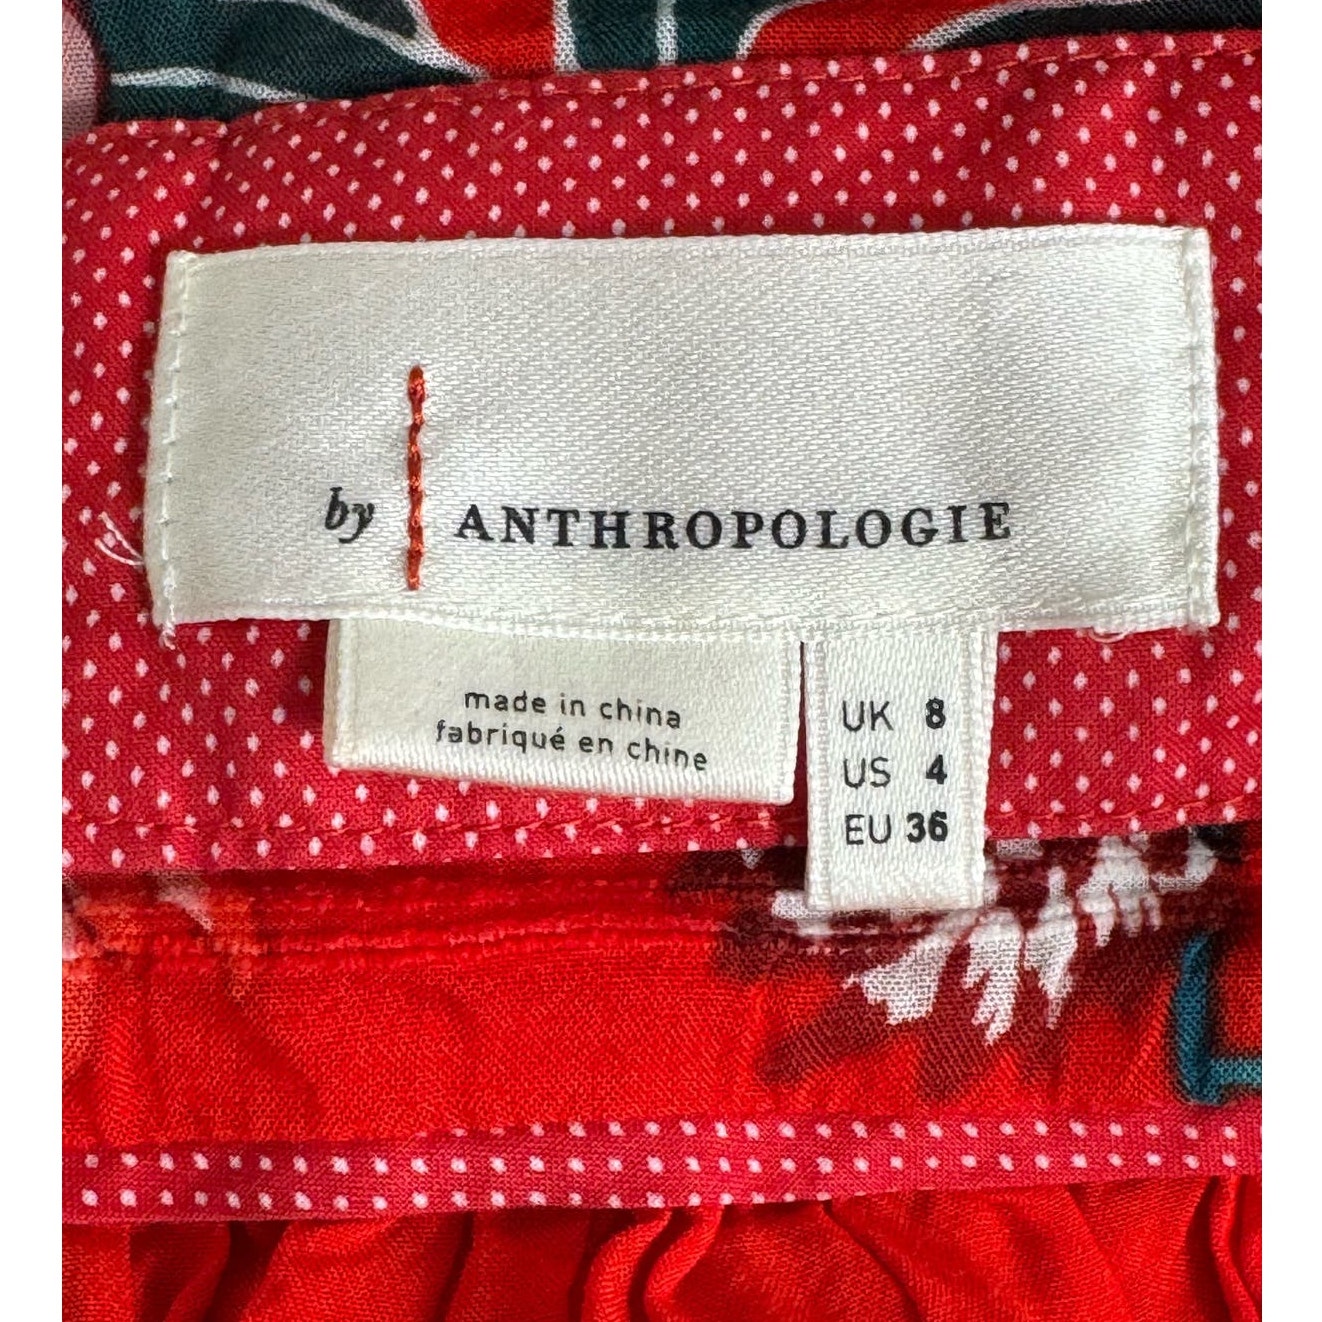 by ANTHROPOLOGIE
made in china
fabriqué en chine
UK 8
US 4
EU 36